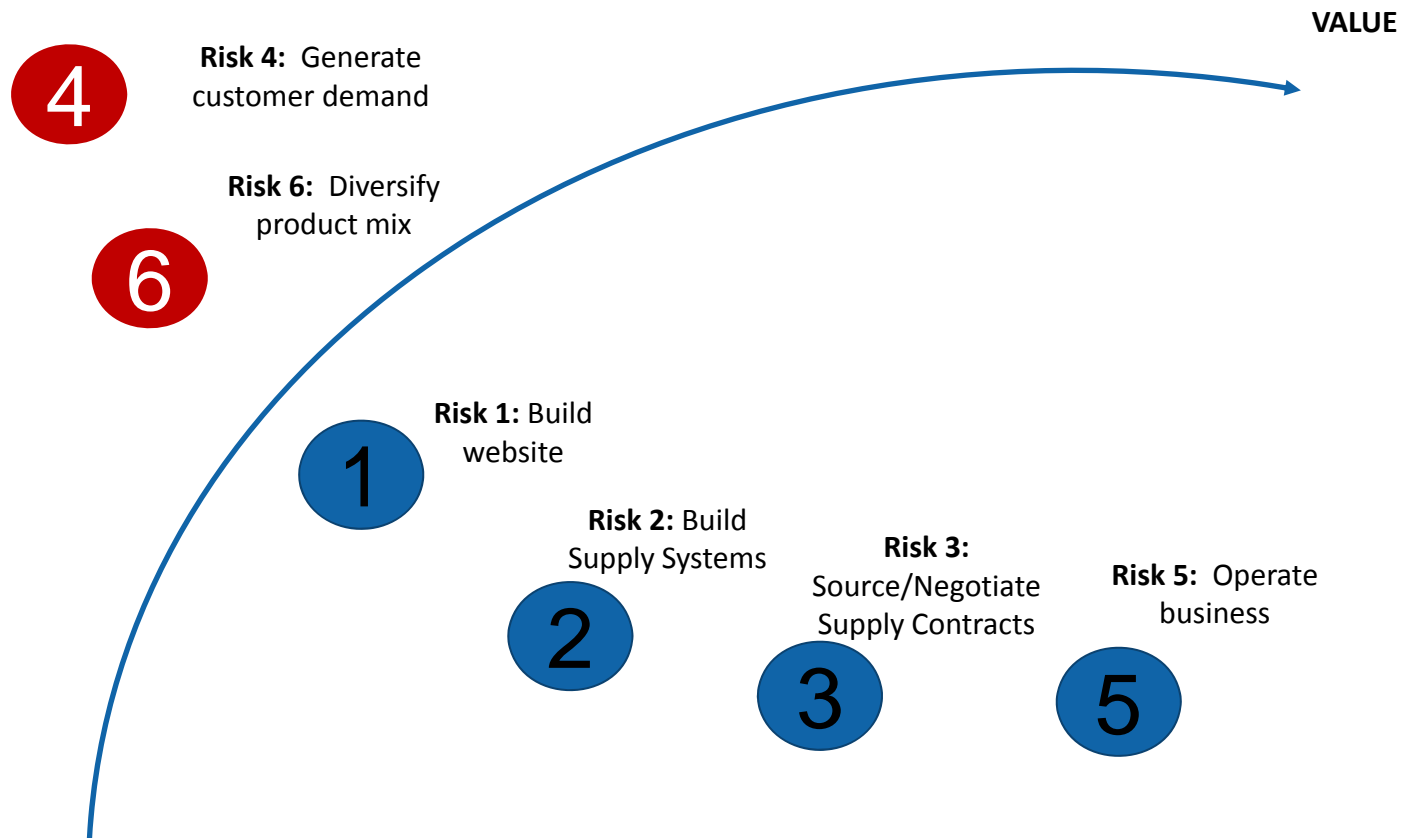 VALUE
4
Risk 4: Generate
customer demand
Risk 6: Diversify
product mix
6
Risk 1: Build
website
1
Risk 2: Build
Supply Systems
2
Risk 3:
Source/Negotiate
Supply Contracts
3
Risk 5: Operate
business
5